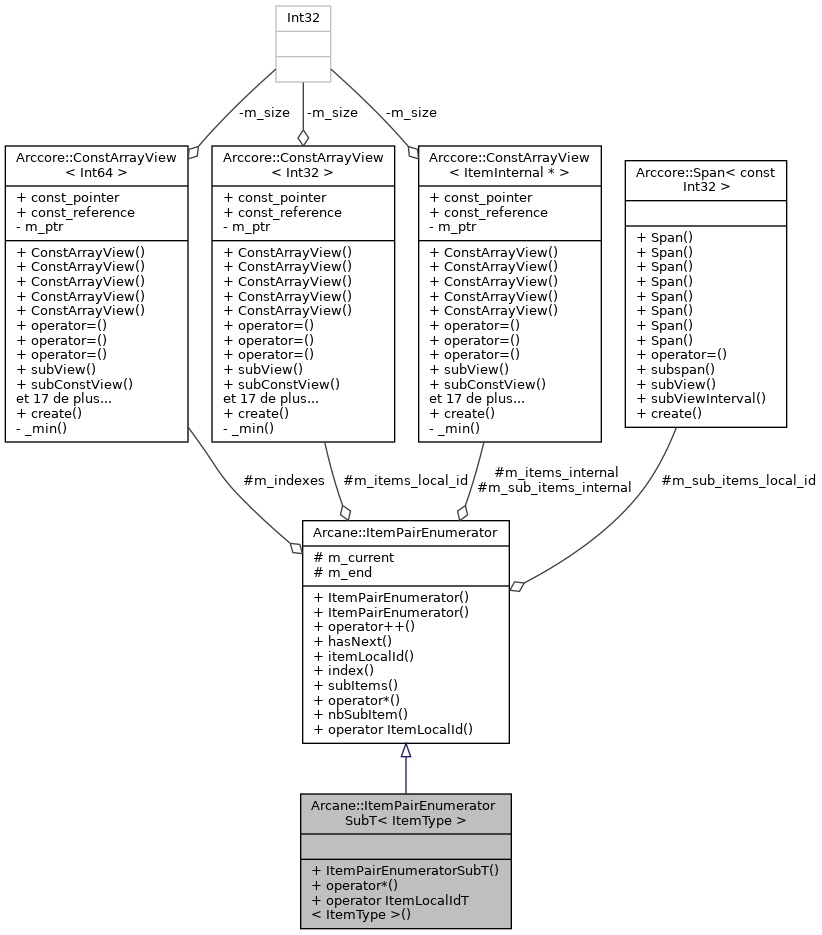 Int32
-m_size
-m_size
-m_size
Arccore::ConstArrayView
< Int64 >
+ const_pointer
+ const_reference
- m_ptr
+ ConstArrayView()
+ ConstArrayView()
+ ConstArrayView()
+ ConstArrayView()
+ ConstArrayView()
+ operator=()
+ operator=()
+ operator=()
+ subView()
+ subConstView()
et 17 de plus...
+ create()
- _min()
Arccore::ConstArrayView
< Int32 >
+ const_pointer
+ const_reference
- m_ptr
+ ConstArrayView()
+ ConstArrayView()
+ ConstArrayView()
+ ConstArrayView()
+ ConstArrayView()
+ operator=()
+ operator=()
+ operator=()
+ subView()
+ subConstView()
et 17 de plus...
+ create()
- _min()
Arccore::ConstArrayView
< ItemInternal * >
+ const_pointer
+ const_reference
- m_ptr
+ ConstArrayView()
+ ConstArrayView()
+ ConstArrayView()
+ ConstArrayView()
+ ConstArrayView()
+ operator=()
+ operator=()
+ operator=()
+ subView()
+ subConstView()
et 17 de plus...
+ create()
- _min()
Arccore::Span< const
Int32 >
+ Span()
+ Span()
+ Span()
+ Span()
+ Span()
+ Span()
+ Span()
+ Span()
+ operator=()
+ subspan()
+ subView()
+ subViewInterval()
+ create()
#m_indexes
#m_items_local_id
#m_items_internal
#m_sub_items_internal
#m_sub_items_local_id
Arcane::ItemPairEnumerator
# m_current
# m_end
+ ItemPairEnumerator()
+ ItemPairEnumerator()
+ operator++()
+ hasNext()
+ itemLocalId()
+ index()
+ subItems()
+ operator*()
+ nbSubItem()
+ operator ItemLocalId()
Arcane::ItemPairEnumerator
SubT< ItemType >
+ ItemPairEnumeratorSubT()
+ operator*()
+ operator ItemLocalIdT
< ItemType >()